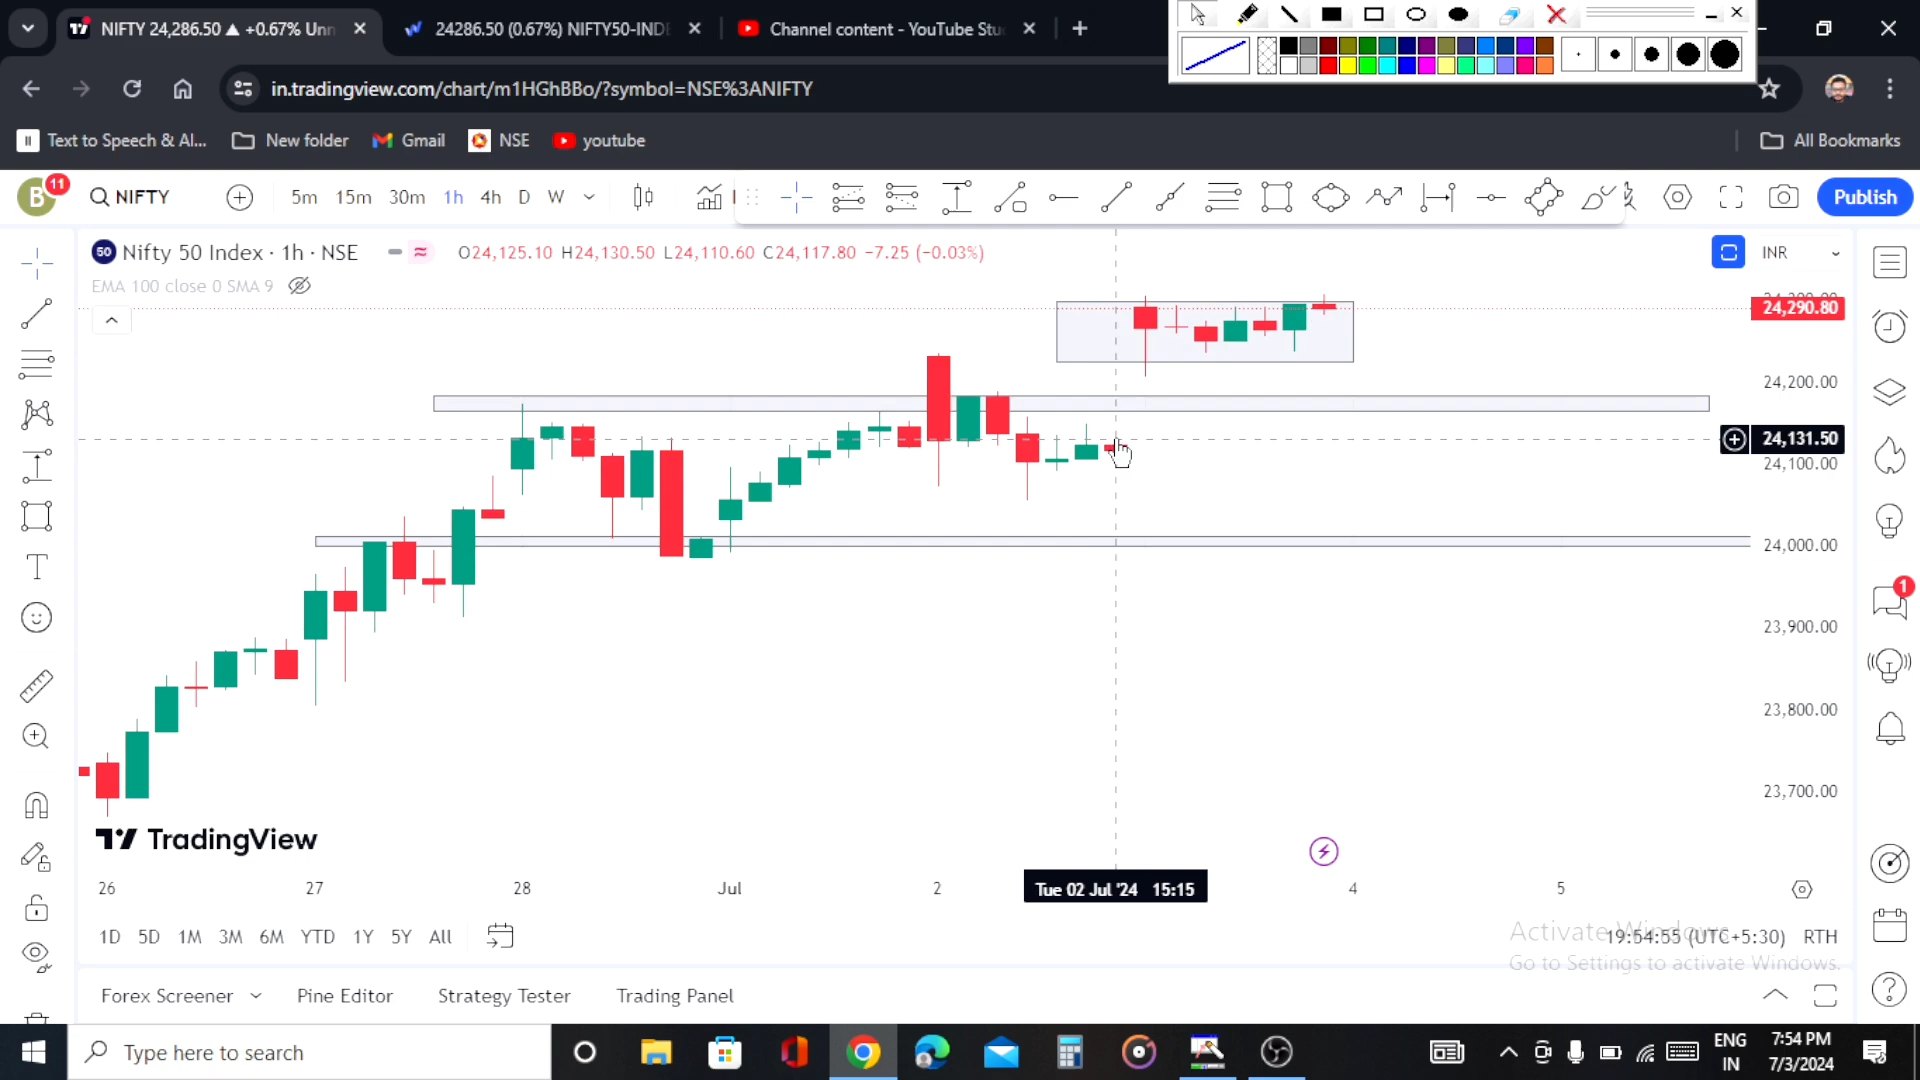 NIFTY 24,286.50 ▲ +0.67% Unn
24286.50 (0.67%) NIFTY50-INDE
Channel content - YouTube Stu
in.tradingview.com/chart/m1HGhBBo/?symbol=NSE%3ANIFTY
Text to Speech & Al...
New folder
Gmail
NSE
youtube
All Bookmarks
B
11
NIFTY
5m 15m 30m 1h 4h D W
Publish
50 Nifty 50 Index · 1h · NSE
O24,125.10 H24,130.50 L24,110.60 C24,117.80 −7.25 (−0.03%)
INR
EMA 100 close 0 SMA 9
24,290.80
24,200.00
24,131.50
24,100.00
24,000.00
1
23,900.00
23,800.00
23,700.00
TradingView
26 27 28 Jul 2 Tue 02 Jul '24 15:15 4 5
1D 5D 1M 3M 6M YTD 1Y 5Y All
19:54:55 (UTC+5:30) RTH
Activate Windows
Go to Settings to activate Windows.
Forex Screener
Pine Editor
Strategy Tester
Trading Panel
Type here to search
ENG
IN
7:54 PM
7/3/2024